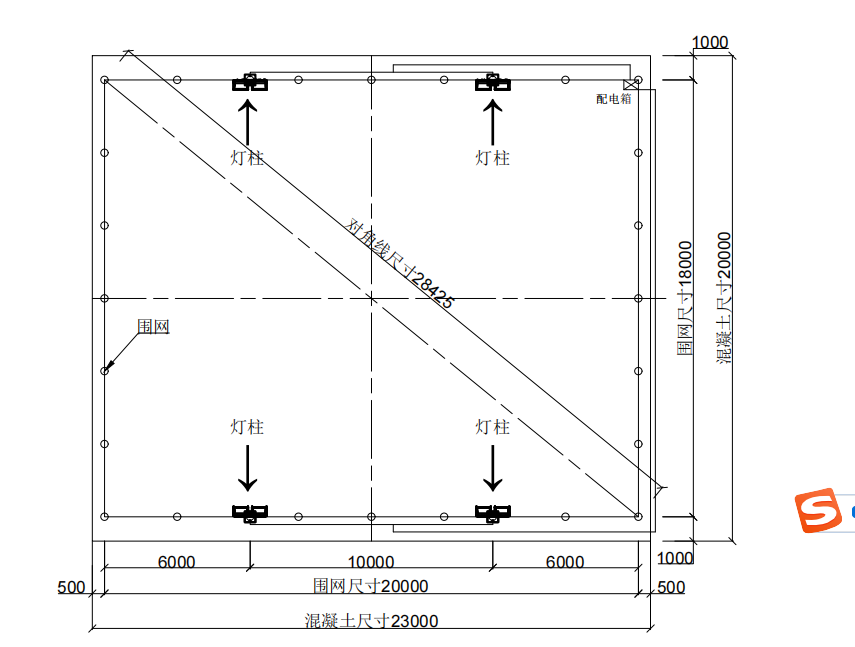 1000
配电箱
灯柱
灯柱
对角线尺寸28425
围网尺寸18000
混凝土尺寸20000
围网
灯柱
灯柱
6000
10000
6000
1000
500
围网尺寸20000
500
混凝土尺寸23000
S